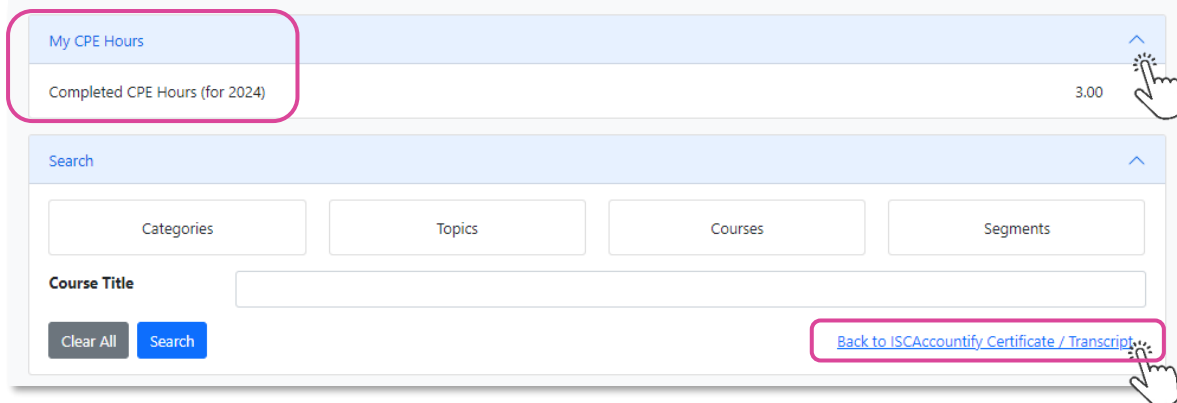 My CPE Hours
Completed CPE Hours (for 2024) 3.00
Search
Categories Topics Courses Segments
Course Title
Clear All Search Back to ISCAccountify Certificate / Transcript